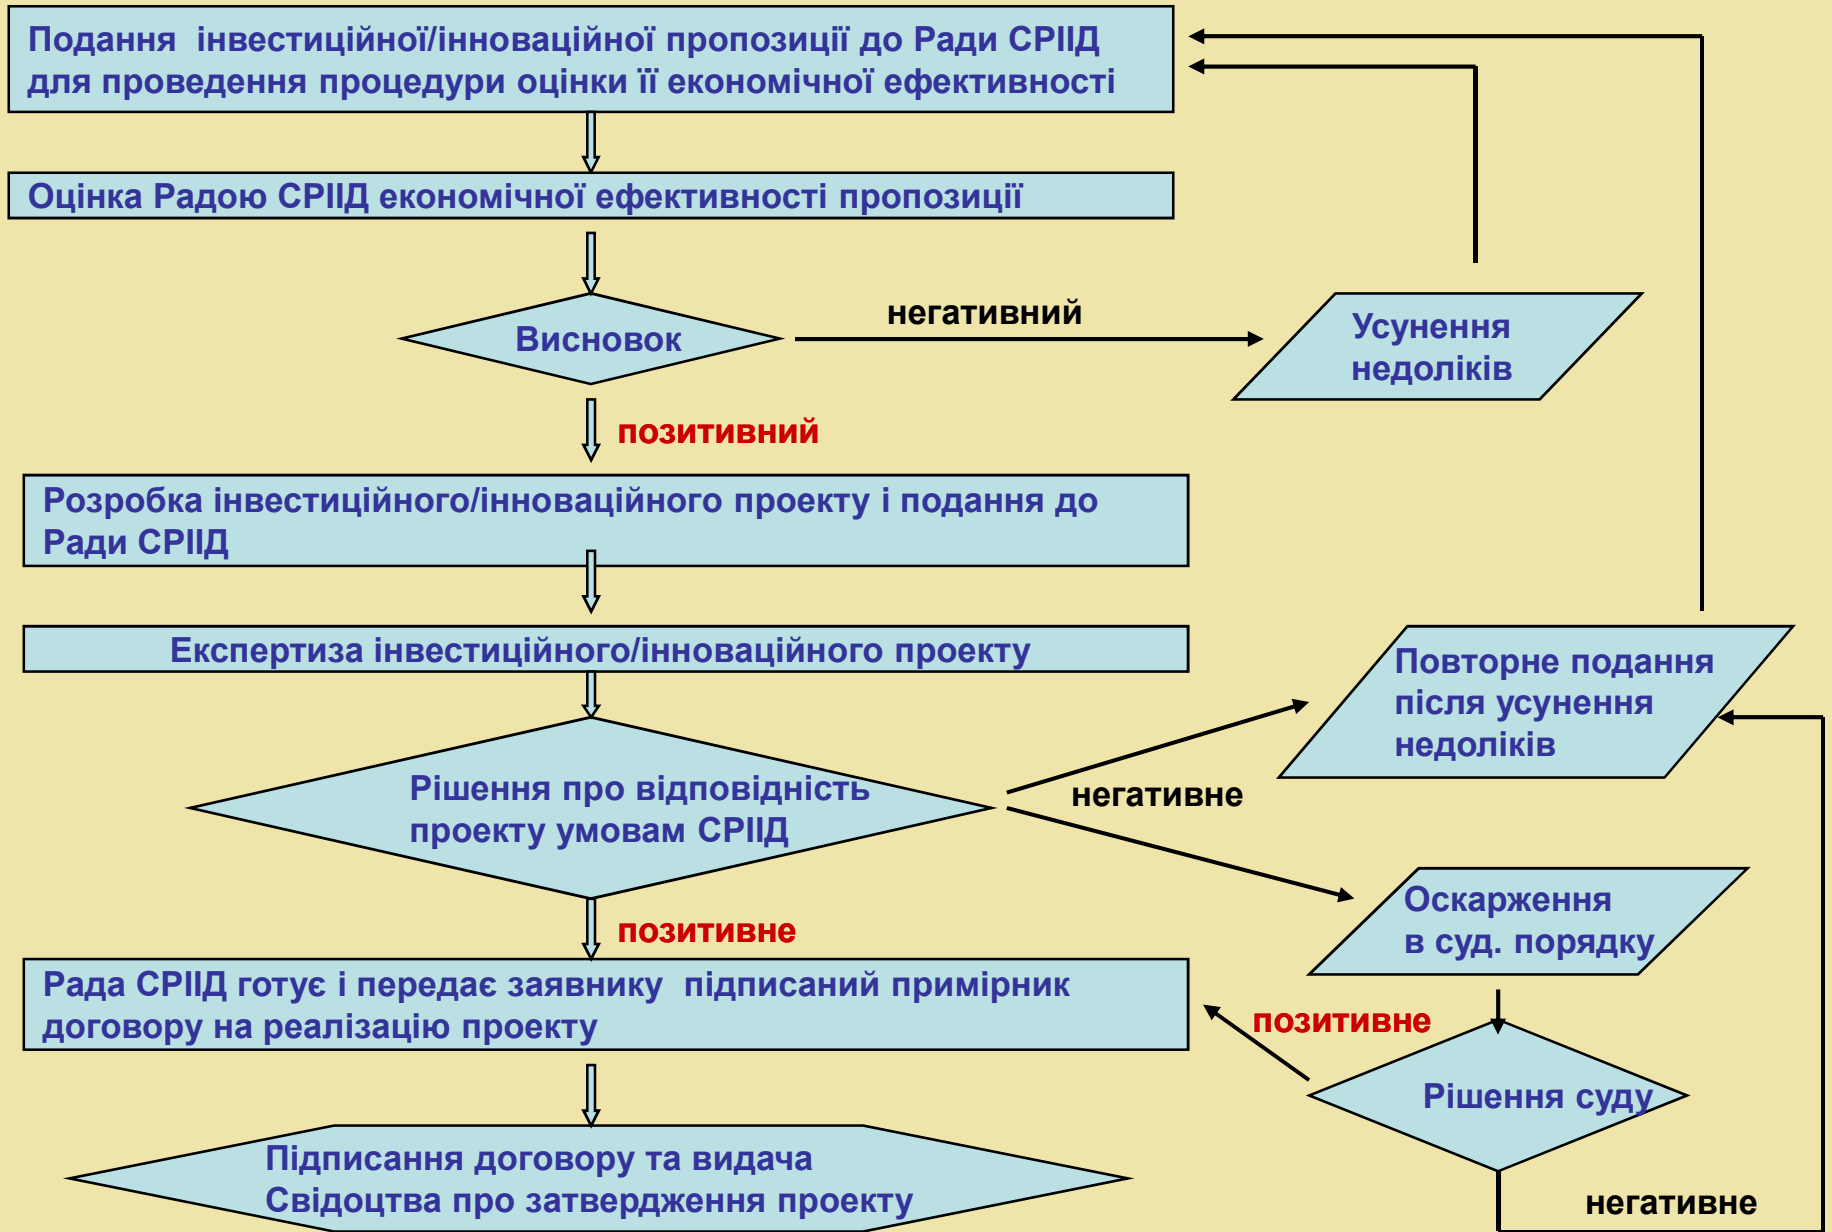 Подання інвестиційної/інноваційної пропозиції до Ради СРІІД
для проведення процедури оцінки її економічної ефективності
Оцінка Радою СРІІД економічної ефективності пропозиції
Висновок
негативний
Усунення
недоліків
позитивний
Розробка інвестиційного/інноваційного проекту і подання до
Ради СРІІД
Експертиза інвестиційного/інноваційного проекту
Повторне подання
після усунення
недоліків
Рішення про відповідність
проекту умовам СРІІД
негативне
Оскарження
в суд. порядку
позитивне
Рада СРІІД готує і передає заявнику підписаний примірник
договору на реалізацію проекту
позитивне
Рішення суду
Підписання договору та видача
Свідоцтва про затвердження проекту
негативне